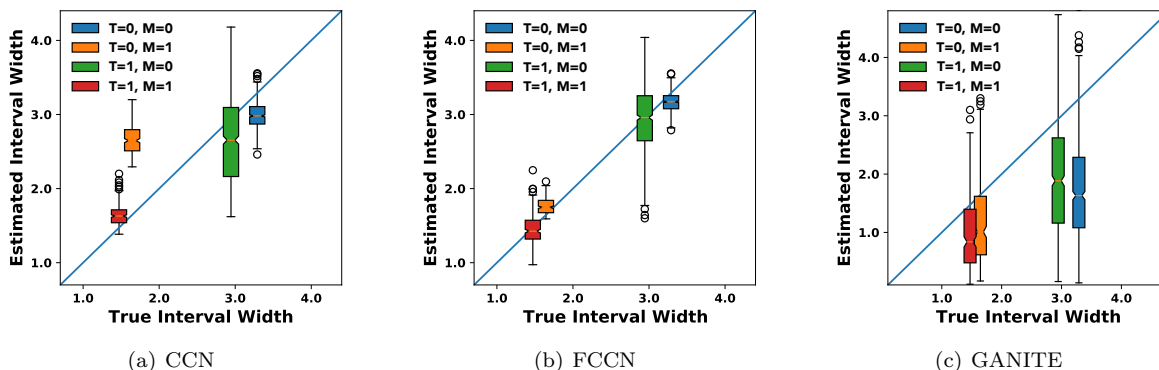 T=0, M=0
T=0, M=1
T=1, M=0
T=1, M=1
4.0
3.0
2.0
1.0
Estimated Interval Width
1.0 2.0 3.0 4.0
True Interval Width
(a) CCN
T=0, M=0
T=0, M=1
T=1, M=0
T=1, M=1
4.0
3.0
2.0
1.0
Estimated Interval Width
1.0 2.0 3.0 4.0
True Interval Width
(b) FCCN
T=0, M=0
T=0, M=1
T=1, M=0
T=1, M=1
4.0
3.0
2.0
1.0
Estimated Interval Width
1.0 2.0 3.0 4.0
True Interval Width
(c) GANITE